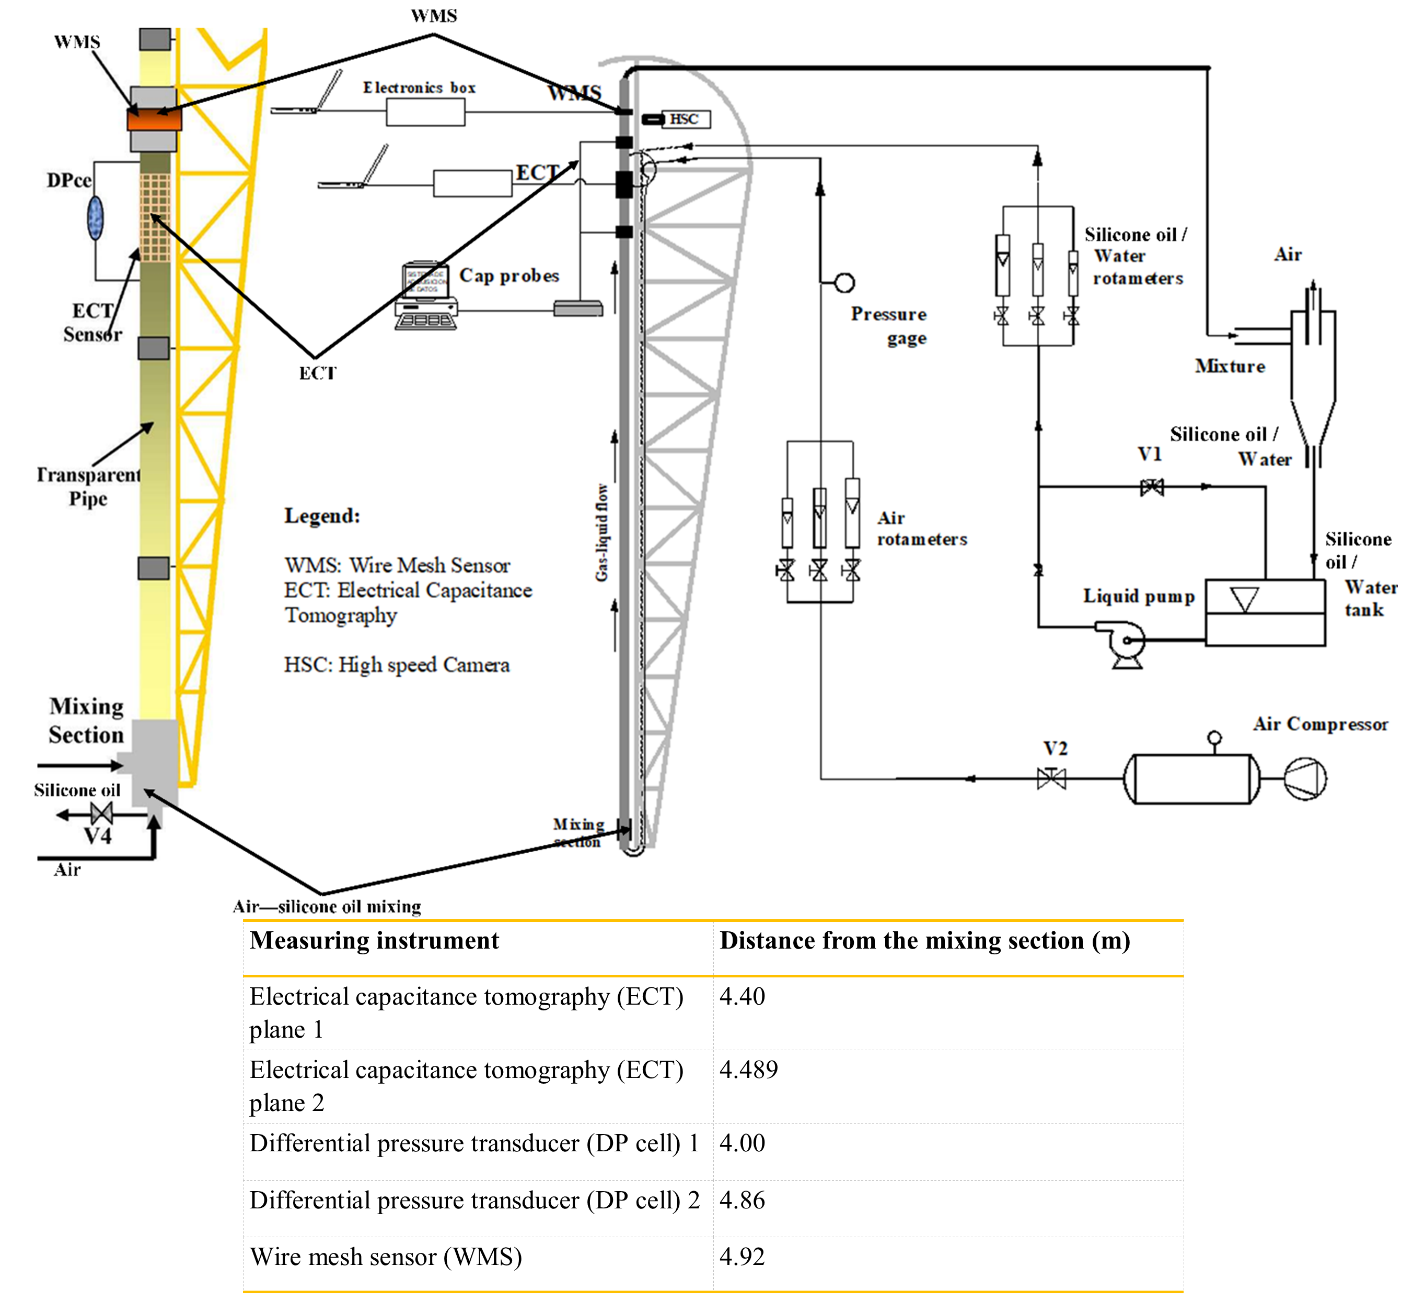 WMS
WMS
Electronics box
WMS
HSC
DPce
ECT
ECT
Sensor
Cap probes
ECT
Silicone oil /
Water
rotameters
Air
Pressure
gage
Mixture
Transparent
Pipe
Silicone oil /
Water
V1
Legend:
WMS: Wire Mesh Sensor
ECT: Electrical Capacitance
Tomography
HSC: High speed Camera
Gas-liquid flow
Air
rotameters
Silicone
oil /
Water
tank
Liquid pump
Mixing
Section
Silicone oil
V4
Air
V2
Air Compressor
Mixing
section
Air—silicone oil mixing
Measuring instrument Distance from the mixing section (m)
Electrical capacitance tomography (ECT) 4.40
plane 1
Electrical capacitance tomography (ECT) 4.489
plane 2
Differential pressure transducer (DP cell) 1 4.00
Differential pressure transducer (DP cell) 2 4.86
Wire mesh sensor (WMS) 4.92